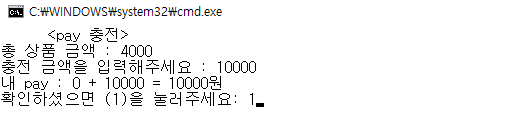 C:\WINDOWS\system32\cmd.exe
<pay 충전>
총 상품 금액 : 4000
충전 금액을 입력해주세요 : 10000
내 pay : 0 + 10000 = 10000원
확인하셨으면 (1)을 눌러주세요: 1